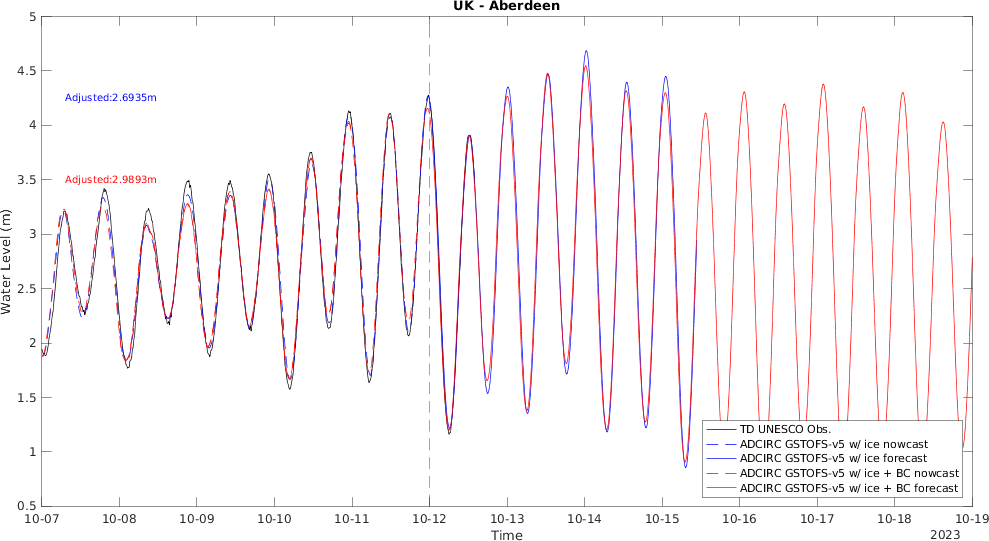 UK - Aberdeen
5
4.5
4
3.5
3
2.5
2
1.5
1
0.5
Water Level (m)
Adjusted:2.6935m
Adjusted:2.9893m
TD UNESCO Obs.
ADCIRC GSTOFS-v5 w/ ice nowcast
ADCIRC GSTOFS-v5 w/ ice forecast
ADCIRC GSTOFS-v5 w/ ice + BC nowcast
ADCIRC GSTOFS-v5 w/ ice + BC forecast
10-07 10-08 10-09 10-10 10-11 10-12 10-13 10-14 10-15 10-16 10-17 10-18 10-19
Time
2023